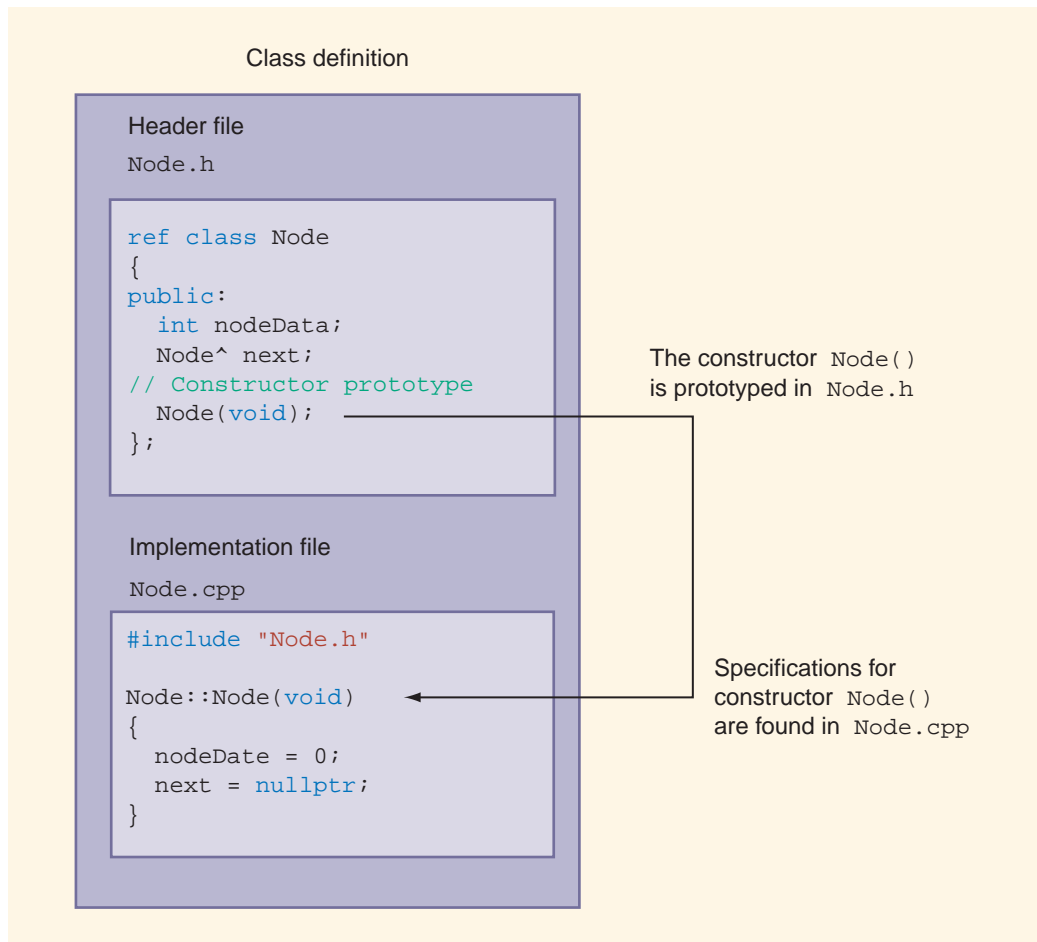 Class definition
Header file
Node.h
ref class Node
{
public:
int nodeData;
Node^ next;
// Constructor prototype
Node(void);
};
The constructor Node()
is prototyped in Node.h
Implementation file
Node.cpp
#include "Node.h"
Node::Node(void)
{
nodeDate = 0;
next = nullptr;
}
Specifications for
constructor Node()
are found in Node.cpp